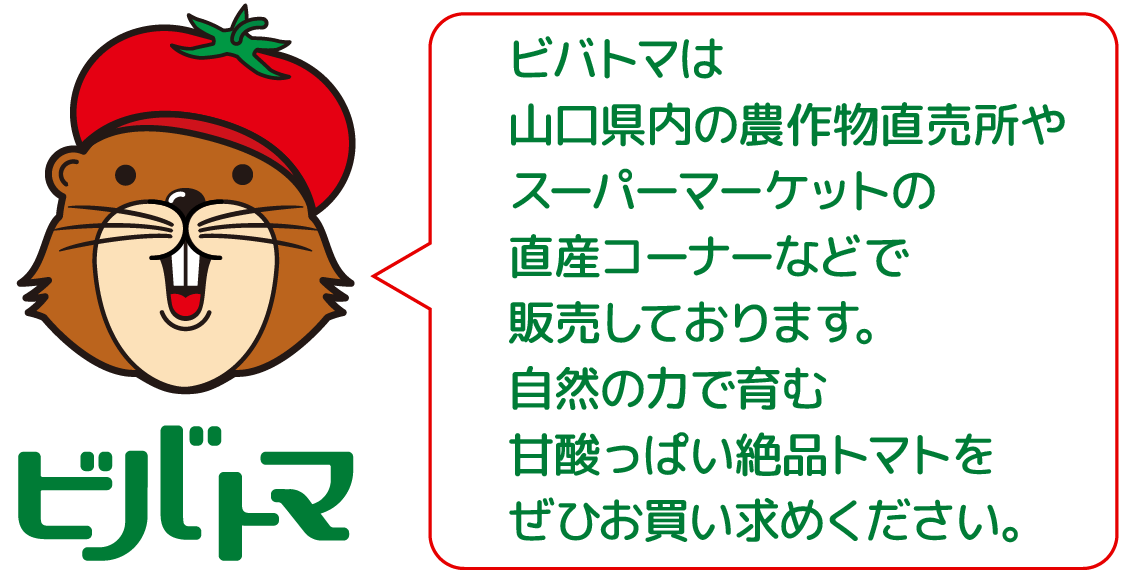 ビバトマは
山口県内の農作物直売所や
スーパーマーケットの
直産コーナーなどで
販売しております。
自然の力で育む
甘酸っぱい絶品トマトを
ぜひお買い求めください。
ビバトマ